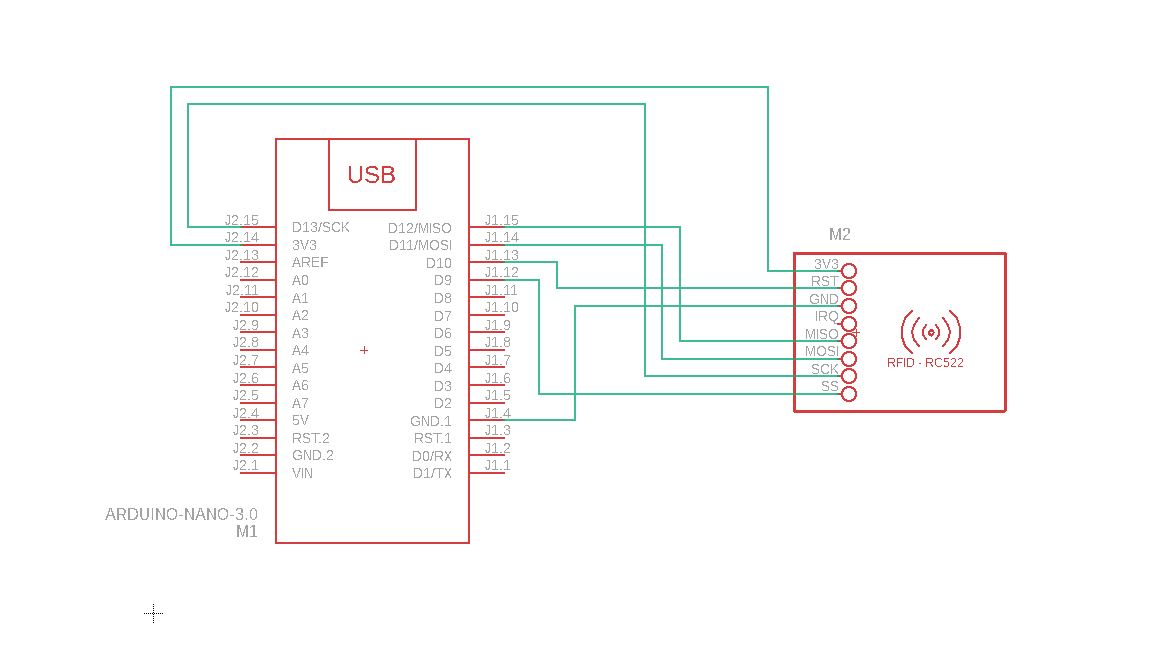 USB
J2.15 D13/SCK D12/MISO J1.15
J2.14 3V3 D11/MOSI J1.14
J2.13 AREF D10 J1.13
J2.12 A0 D9 J1.12
J2.11 A1 D8 J1.11
J2.10 A2 D7 J1.10
J2.9 A3 D6 J1.9
J2.8 A4 D5 J1.8
J2.7 A5 D4 J1.7
J2.6 A6 D3 J1.6
J2.5 A7 D2 J1.5
J2.4 5V GND.1 J1.4
J2.3 RST.2 RST.1 J1.3
J2.2 GND.2 D0/RX J1.2
J2.1 VIN D1/TX J1.1
ARDUINO-NANO-3.0
M1
M2
3V3
RST
GND
IRQ
MISO
MOSI
SCK
SS
RFID - RC522